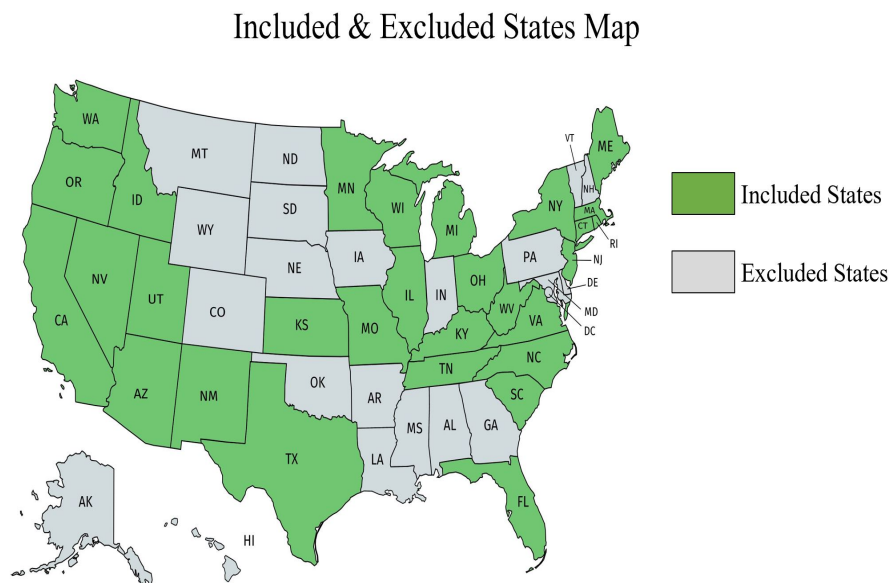 Included & Excluded States Map
WA
MT
ND
MN
VT
ME
OR
ID
SD
WI
MI
NY
NH
MA
CT
RI
WY
IA
PA
NJ
NE
NV
UT
CO
IL
IN
OH
DE
MD
DC
CA
KS
MO
WV
VA
KY
AZ
NM
OK
AR
TN
NC
SC
TX
LA
MS
AL
GA
FL
AK
HI
Included States
Excluded States